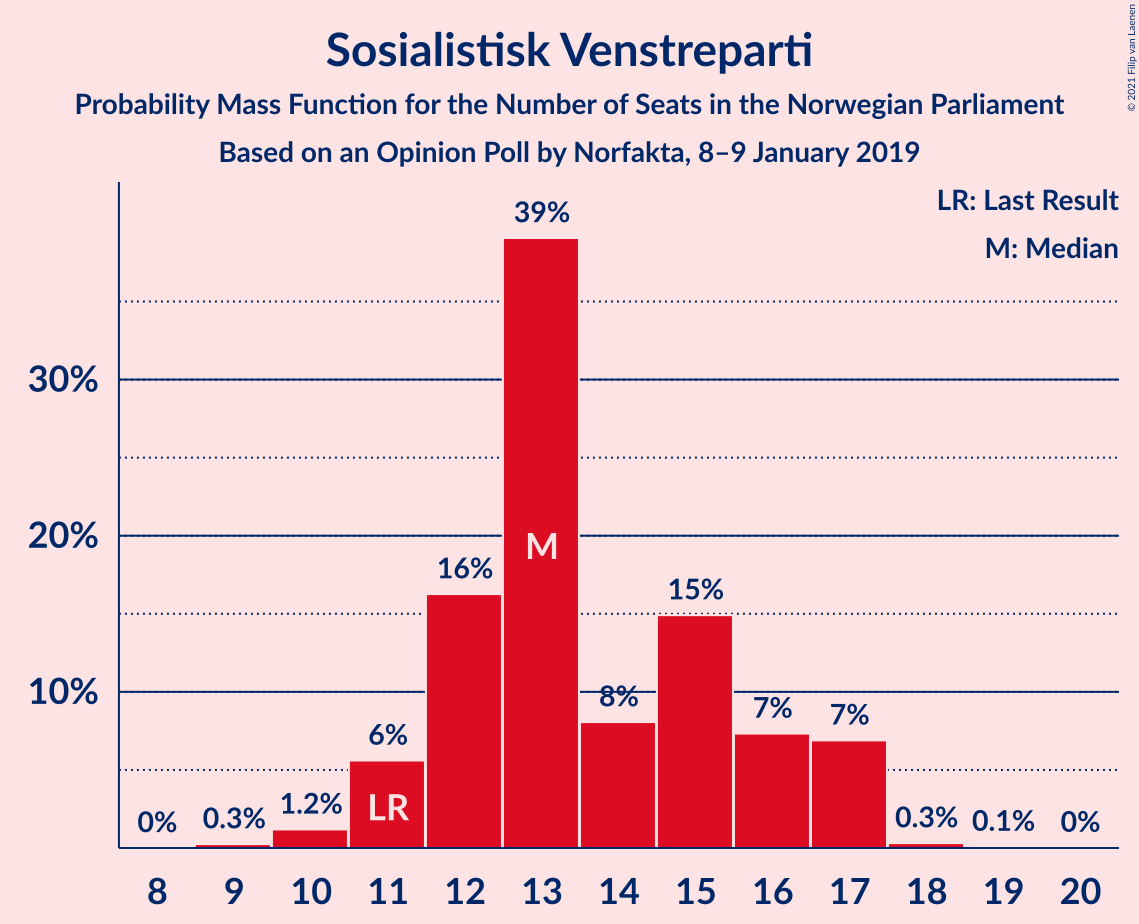 Sosialistisk Venstreparti
Probability Mass Function for the Number of Seats in the Norwegian Parliament
Based on an Opinion Poll by Norfakta, 8–9 January 2019
© 2021 Filip van Laenen
LR: Last Result
M: Median
30%
20%
10%
0%
0.3%
1.2%
6%
16%
39%
8%
15%
7%
7%
0.3%
0.1%
0%
LR
M
8 9 10 11 12 13 14 15 16 17 18 19 20